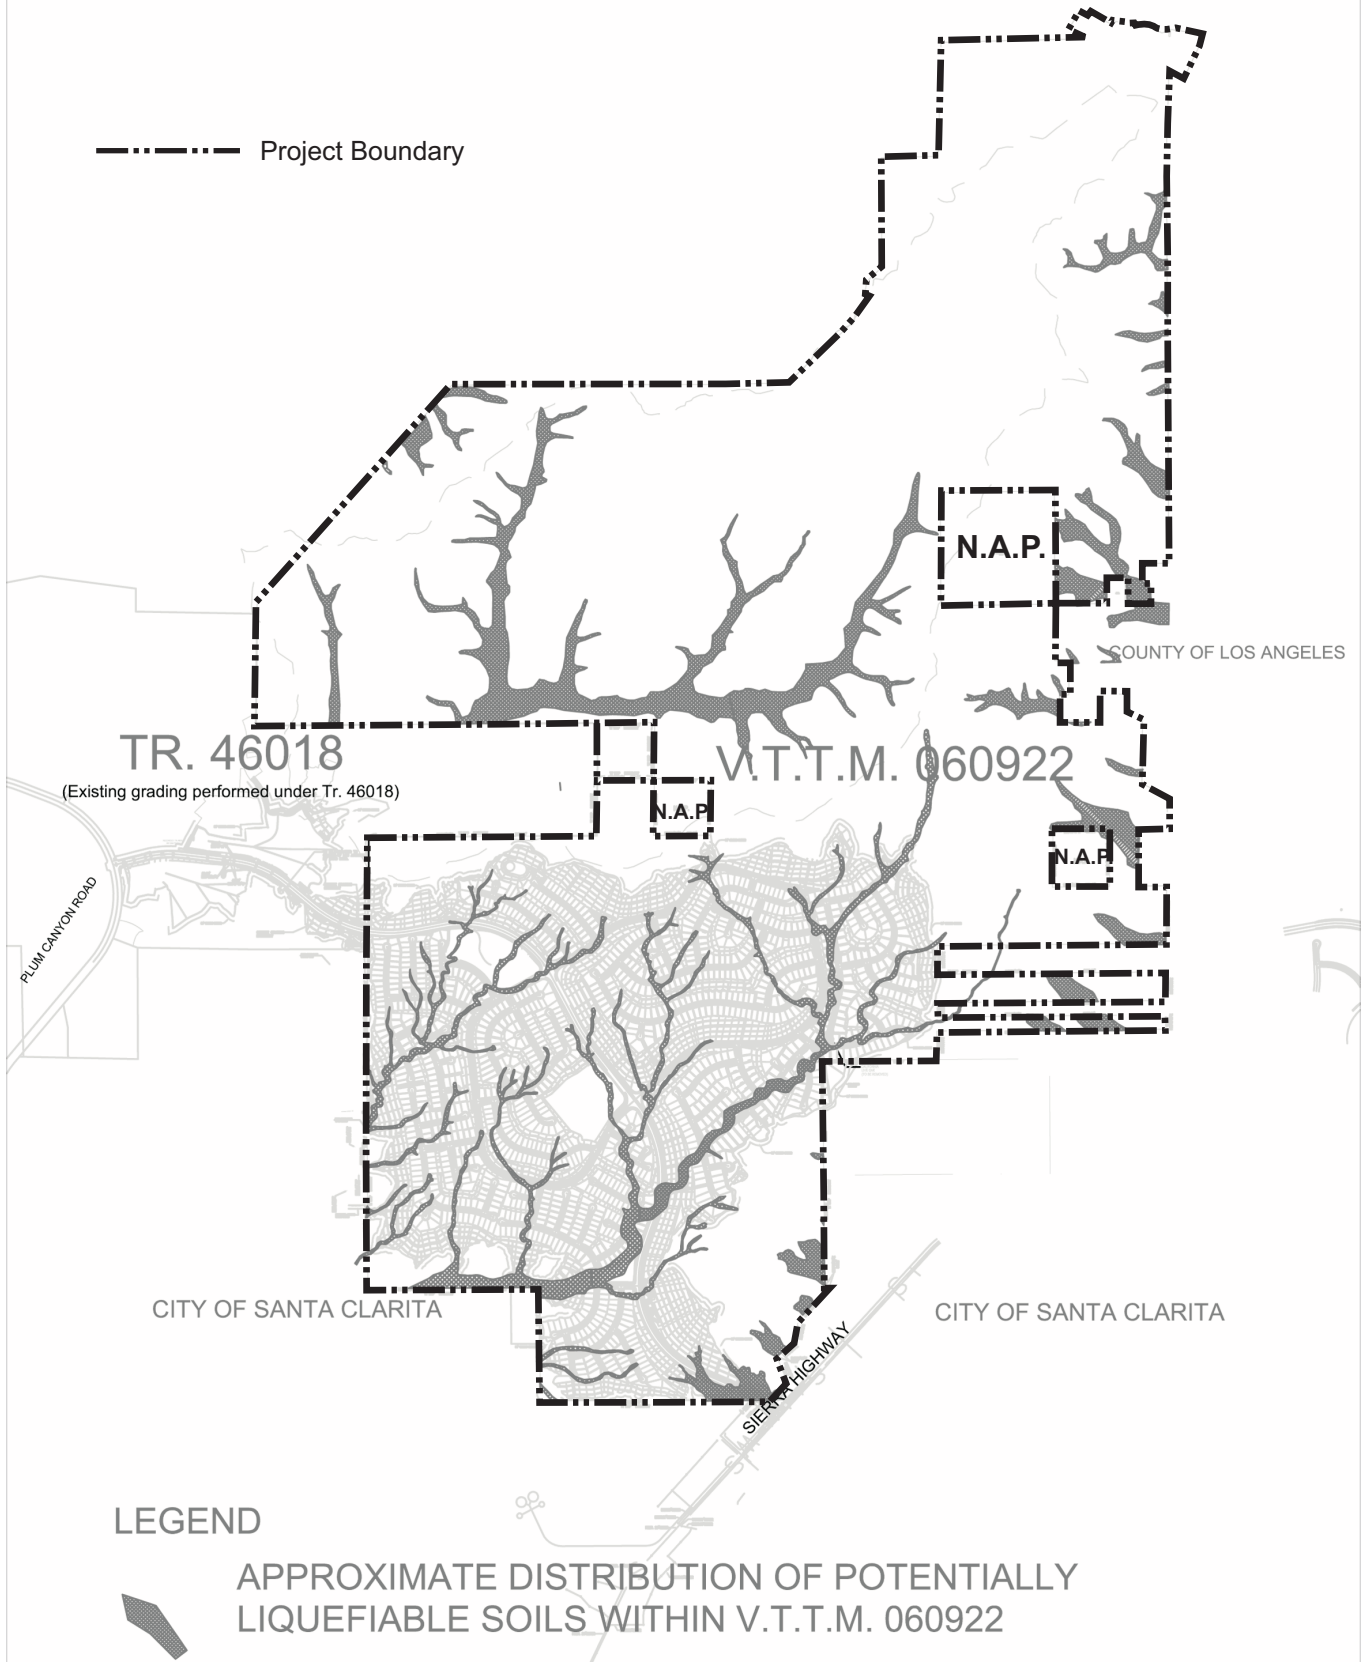 Project Boundary
N.A.P.
COUNTY OF LOS ANGELES
TR. 46018
V.T.T.M. 060922
(Existing grading performed under Tr. 46018)
N.A.P
N.A.P
PLUM CANYON ROAD
CITY OF SANTA CLARITA
CITY OF SANTA CLARITA
SIERRA HIGHWAY
LEGEND
APPROXIMATE DISTRIBUTION OF POTENTIALLY
LIQUEFIABLE SOILS WITHIN V.T.T.M. 060922